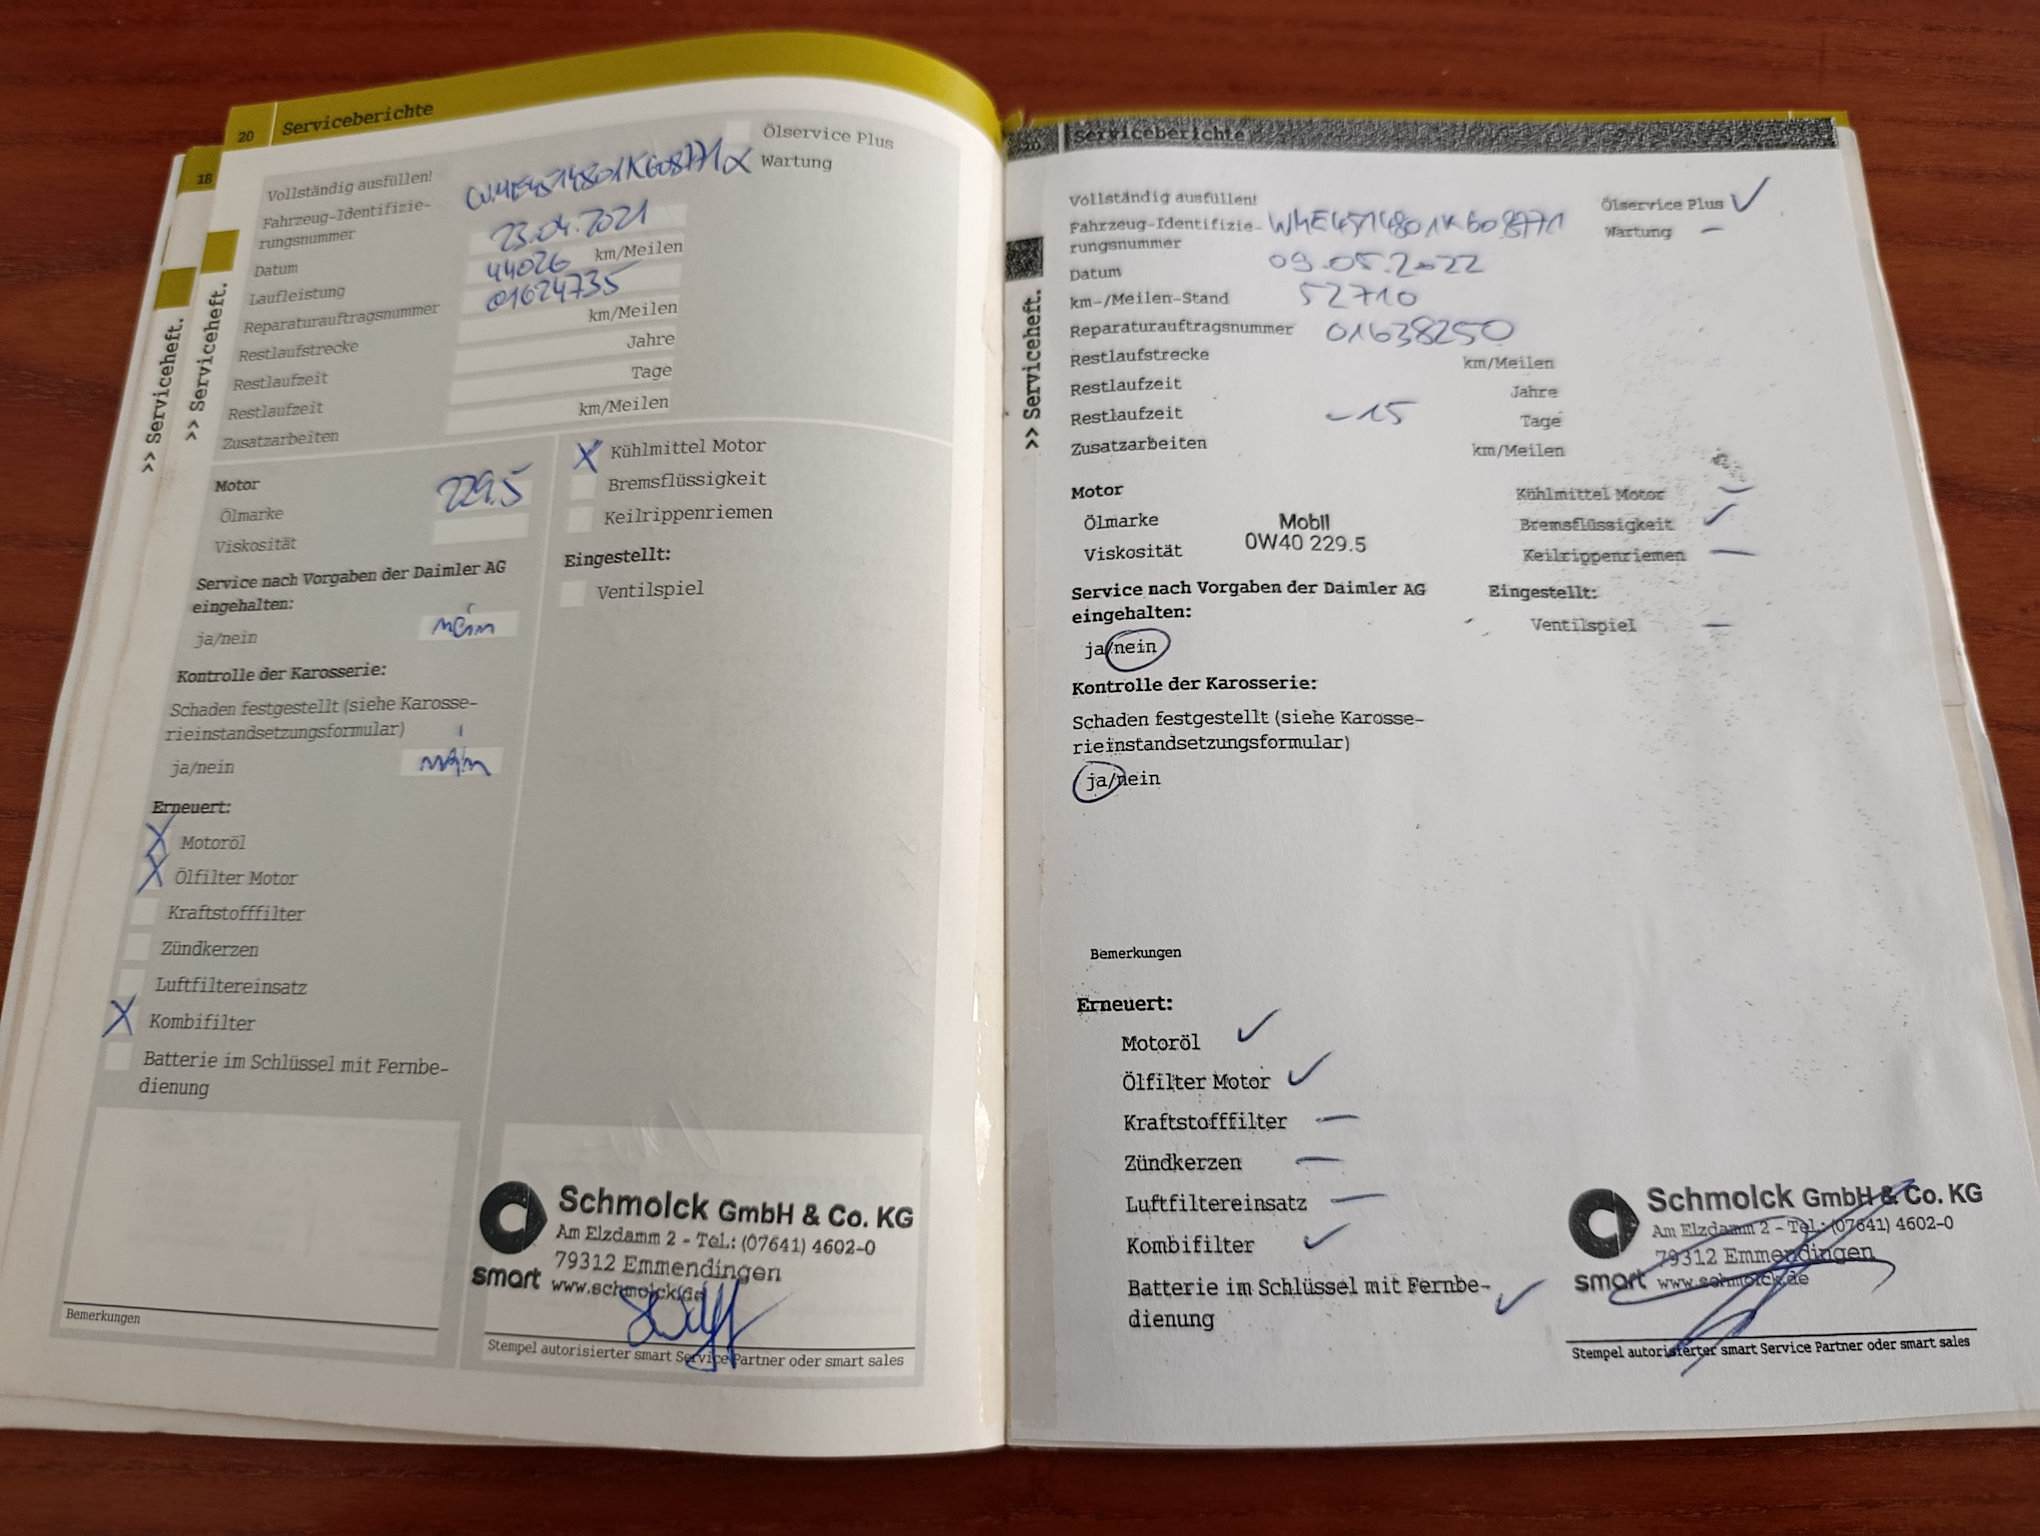 20 Serviceberichte
18
>> Serviceheft.
>> Serviceheft.
Vollständig ausfüllen!
Ölservice Plus
x Wartung
Fahrzeug-Identifizie-
rungsnummer WME4514801K608771
Datum 23.04.2021
Laufleistung 44026 km/Meilen
Reparaturauftragsnummer 01624735
Restlaufstrecke km/Meilen
Restlaufzeit Jahre
Restlaufzeit Tage
Zusatzarbeiten km/Meilen
Motor
Ölmarke 229.5
Viskosität
Service nach Vorgaben der Daimler AG
eingehalten:
ja/nein nein
Kontrolle der Karosserie:
Schaden festgestellt (siehe Karosse-
rieinstandsetzungsformular)
ja/nein nein
Erneuert:
X Motoröl
X Ölfilter Motor
Kraftstofffilter
Zündkerzen
Luftfiltereinsatz
X Kombifilter
Batterie im Schlüssel mit Fernbe-
dienung
Bemerkungen
X Kühlmittel Motor
Bremsflüssigkeit
Keilrippenriemen
Eingestellt:
Ventilspiel
Schmolck GmbH & Co. KG
Am Elzdamm 2 - Tel.: (07641) 4602-0
79312 Emmendingen
smart www.schmolck.de
Stempel autorisierter smart Service Partner oder smart sales
20 Serviceberichte
>> Serviceheft.
Vollständig ausfüllen!
Ölservice Plus ✓
Wartung –
Fahrzeug-Identifizie-
rungsnummer WME4514801K608771
Datum 09.05.2022
km-/Meilen-Stand 52710
Reparaturauftragsnummer 01638250
Restlaufstrecke km/Meilen
Restlaufzeit Jahre
Restlaufzeit -15 Tage
Zusatzarbeiten km/Meilen
Motor
Ölmarke Mobil
Viskosität 0W40 229.5
Kühlmittel Motor –
Bremsflüssigkeit ✓
Keilrippenriemen –
Eingestellt:
Ventilspiel –
Service nach Vorgaben der Daimler AG
eingehalten:
ja/nein
Kontrolle der Karosserie:
Schaden festgestellt (siehe Karosse-
rieinstandsetzungsformular)
ja/nein
Bemerkungen
Erneuert:
Motoröl ✓
Ölfilter Motor ✓
Kraftstofffilter –
Zündkerzen –
Luftfiltereinsatz –
Kombifilter ✓
Batterie im Schlüssel mit Fernbe-
dienung ✓
Schmolck GmbH & Co. KG
Am Elzdamm 2 - Tel.: (07641) 4602-0
79312 Emmendingen
smart www.schmolck.de
Stempel autorisierter smart Service Partner oder smart sales